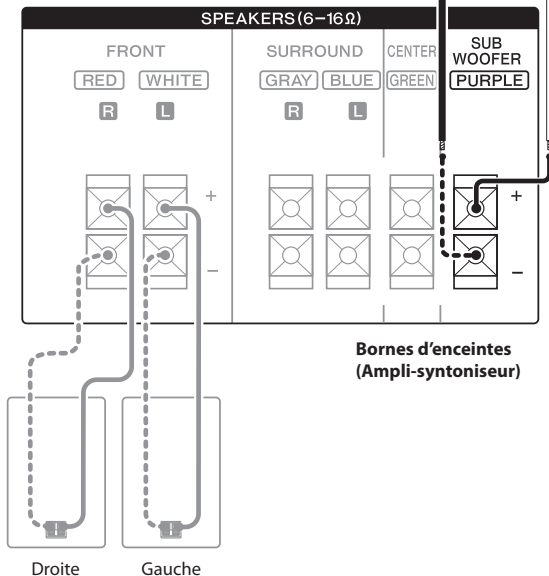 SPEAKERS (6–16Ω)
FRONT SURROUND CENTER SUB
WOOFER
RED WHITE GRAY BLUE GREEN PURPLE
R L R L
+ +
– –
Bornes d'enceintes
(Ampli-syntoniseur)
Droite Gauche